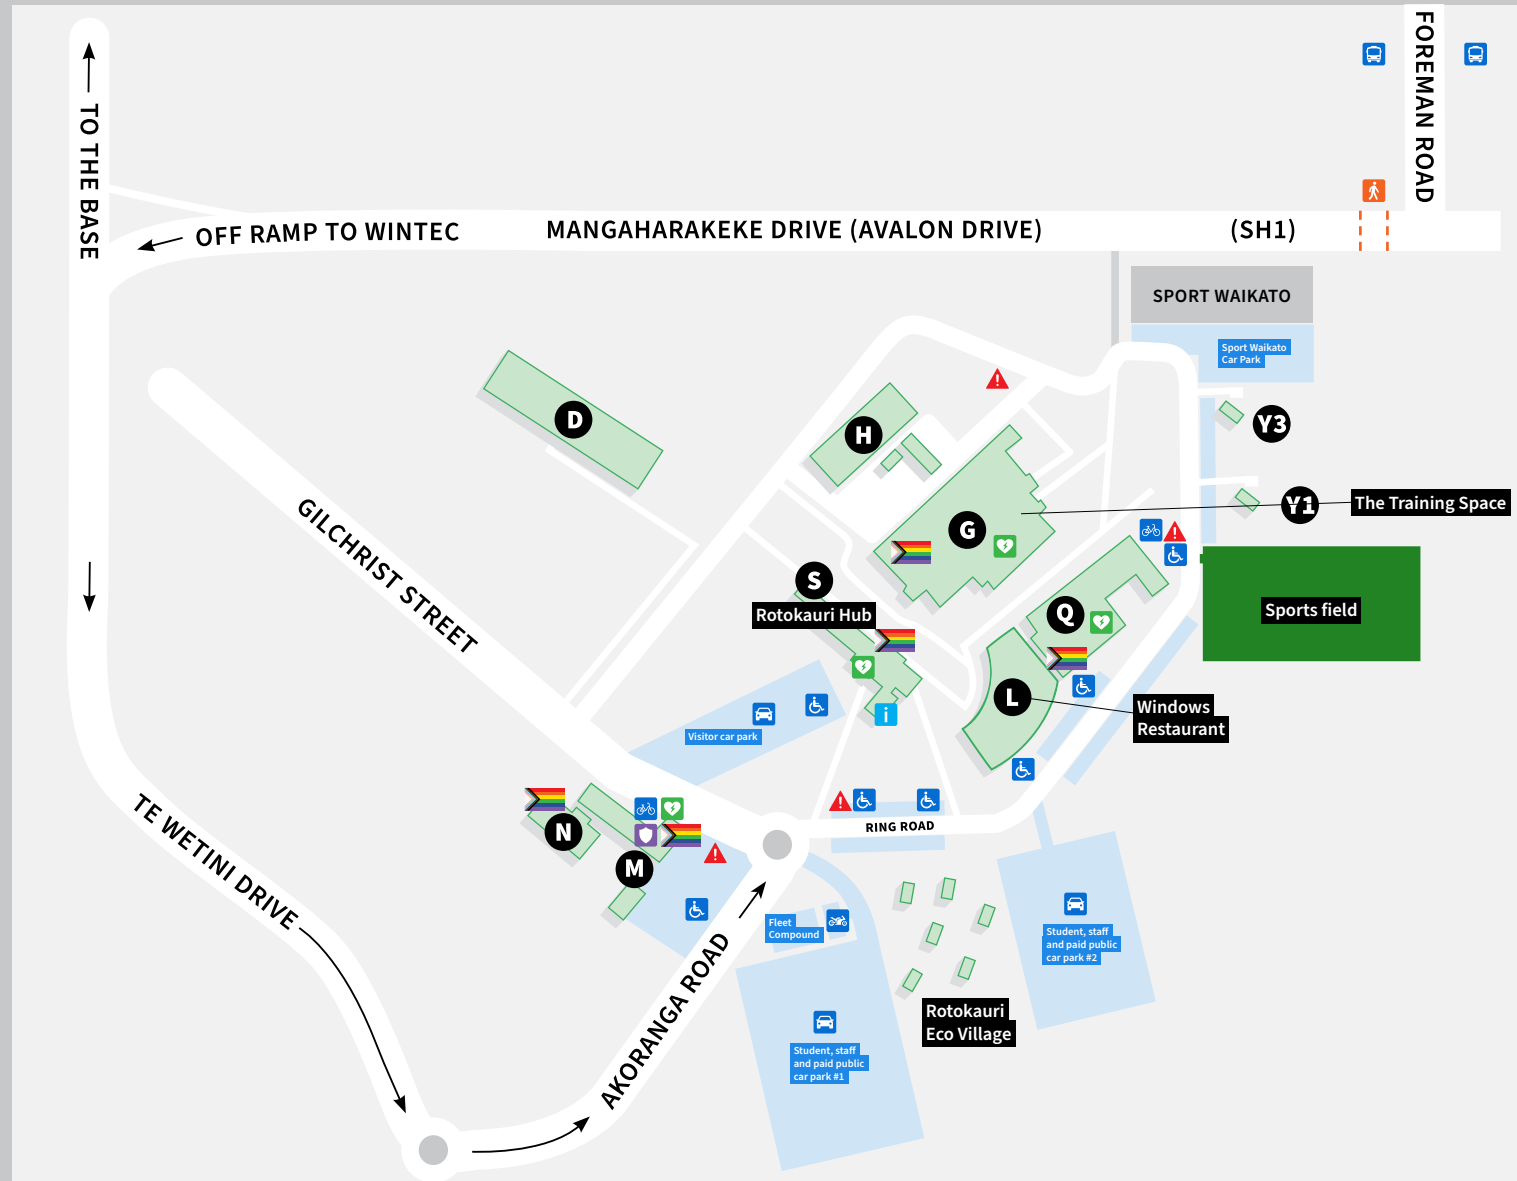 FOREMAN ROAD
TO THE BASE
OFF RAMP TO WINTEC
MANGAHARAKEKE DRIVE (AVALON DRIVE)
(SH1)
SPORT WAIKATO
Sport Waikato
Car Park
D
H
Y3
GILCHRIST STREET
Y1
The Training Space
G
S
Rotokauri Hub
Q
Sports field
L
Windows
Restaurant
i
Visitor car park
N
M
RING ROAD
TE WETINI DRIVE
AKORANGA ROAD
Fleet
Compound
Student, staff
and paid public
car park #2
Rotokauri
Eco Village
Student, staff
and paid public
car park #1